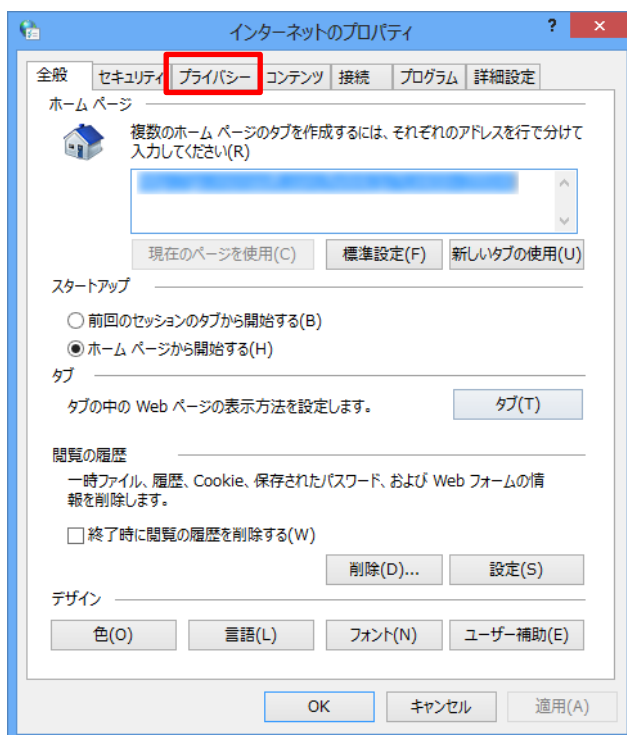 インターネットのプロパティ ? ×
全般 セキュリティ プライバシー コンテンツ 接続 プログラム 詳細設定
ホーム ページ
複数のホーム ページのタブを作成するには、それぞれのアドレスを行で分けて
入力してください(R)
現在のページを使用(C) 標準設定(F) 新しいタブの使用(U)
スタートアップ
前回のセッションのタブから開始する(B)
ホーム ページから開始する(H)
タブ
タブの中の Web ページの表示方法を設定します。 タブ(T)
閲覧の履歴
一時ファイル、履歴、Cookie、保存されたパスワード、および Web フォームの情
報を削除します。
終了時に閲覧の履歴を削除する(W)
削除(D)... 設定(S)
デザイン
色(O) 言語(L) フォント(N) ユーザー補助(E)
OK キャンセル 適用(A)